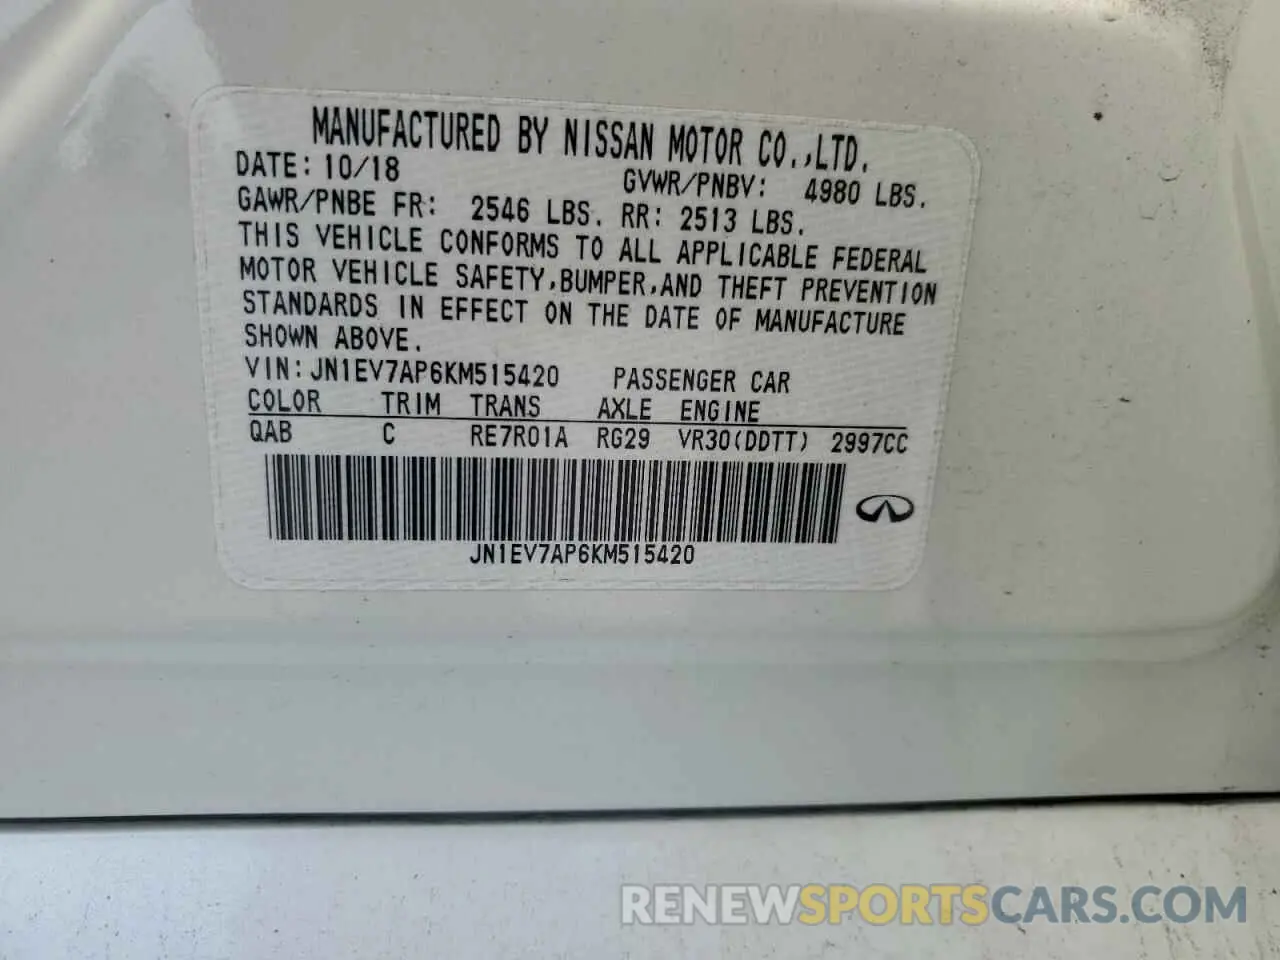 MANUFACTURED BY NISSAN MOTOR CO.,LTD.
DATE: 10/18 GVWR/PNBV: 4980 LBS.
GAWR/PNBE FR: 2546 LBS. RR: 2513 LBS.
THIS VEHICLE CONFORMS TO ALL APPLICABLE FEDERAL
MOTOR VEHICLE SAFETY,BUMPER,AND THEFT PREVENTION
STANDARDS IN EFFECT ON THE DATE OF MANUFACTURE
SHOWN ABOVE.
VIN: JN1EV7AP6KM515420 PASSENGER CAR
COLOR TRIM TRANS AXLE ENGINE
QAB C RE7R01A RG29 VR30(DDTT) 2997CC
JN1EV7AP6KM515420
RENEWSPORTSCARS.COM